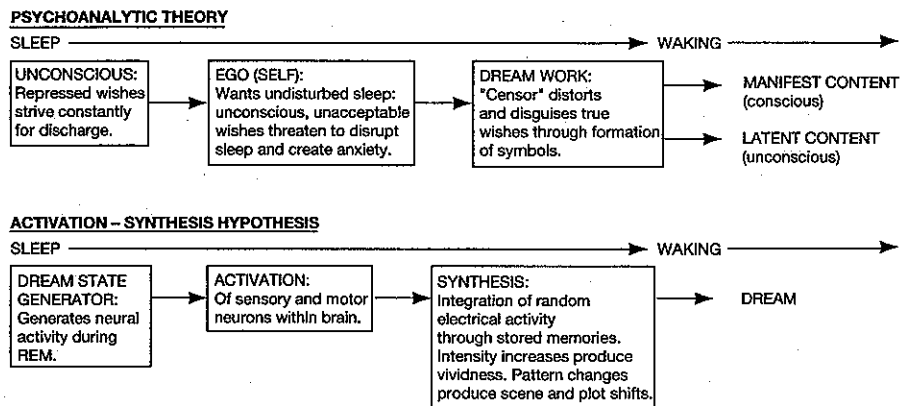 PSYCHOANALYTIC THEORY
SLEEP
WAKING
UNCONSCIOUS:
Repressed wishes
strive constantly
for discharge.
EGO (SELF):
Wants undisturbed sleep:
unconscious, unacceptable
wishes threaten to disrupt
sleep and create anxiety.
DREAM WORK:
"Censor" distorts
and disguises true
wishes through formation
of symbols.
MANIFEST CONTENT
(conscious)
LATENT CONTENT
(unconscious)
ACTIVATION – SYNTHESIS HYPOTHESIS
SLEEP
WAKING
DREAM STATE
GENERATOR:
Generates neural
activity during
REM.
ACTIVATION:
Of sensory and motor
neurons within brain.
SYNTHESIS:
Integration of random
electrical activity
through stored memories.
Intensity increases produce
vividness. Pattern changes
produce scene and plot shifts.
DREAM